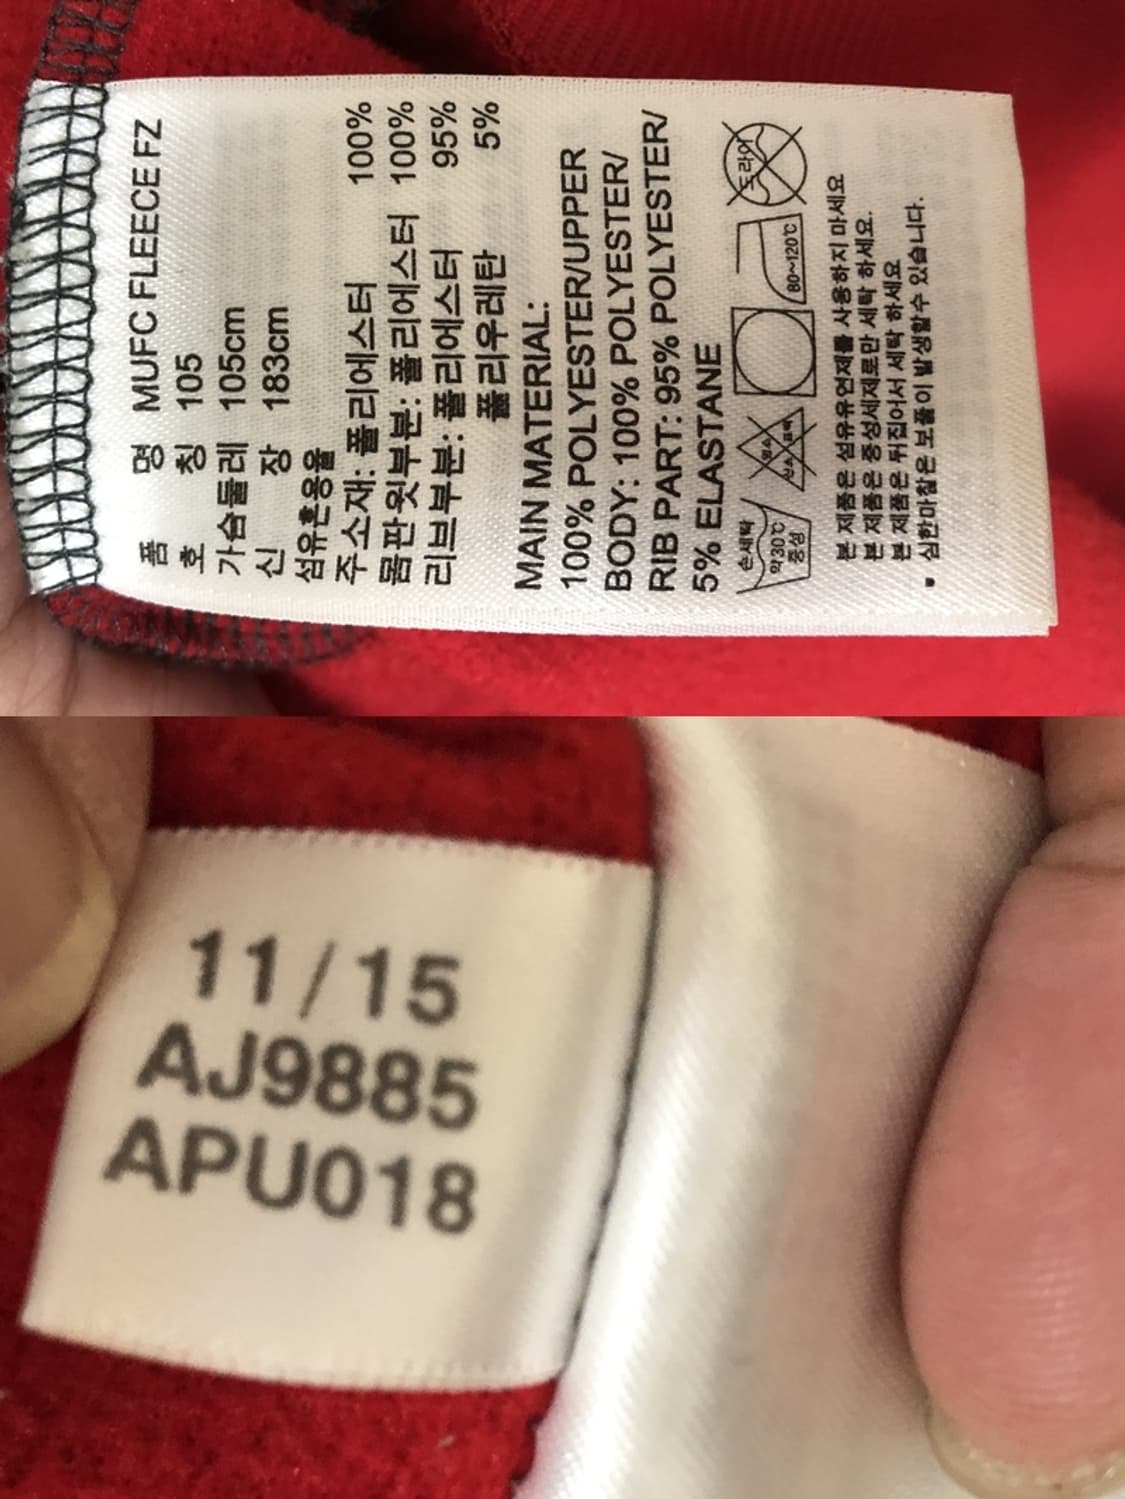 품 명 MUFC FLEECE FZ
호 칭 105
가슴둘레 105cm
신 장 183cm
섬유혼용율
주소재: 폴리에스터 100%
몸판윗부분: 폴리에스터 100%
리브부분: 폴리에스터 95%
폴리우레탄 5%
MAIN MATERIAL:
100% POLYESTER/UPPER
BODY: 100% POLYESTER/
RIB PART: 95% POLYESTER/
5% ELASTANE
손세탁
약30℃
중성
염소
산소 표백
80~120℃
드라이
본 제품은 섬유유연제를 사용하지 마세요
본 제품은 중성세제로만 세탁 하세요.
본 제품은 뒤집어서 세탁 하세요
▪ 심한마찰은 보풀이 발생할수 있습니다.
11/15
AJ9885
APU018